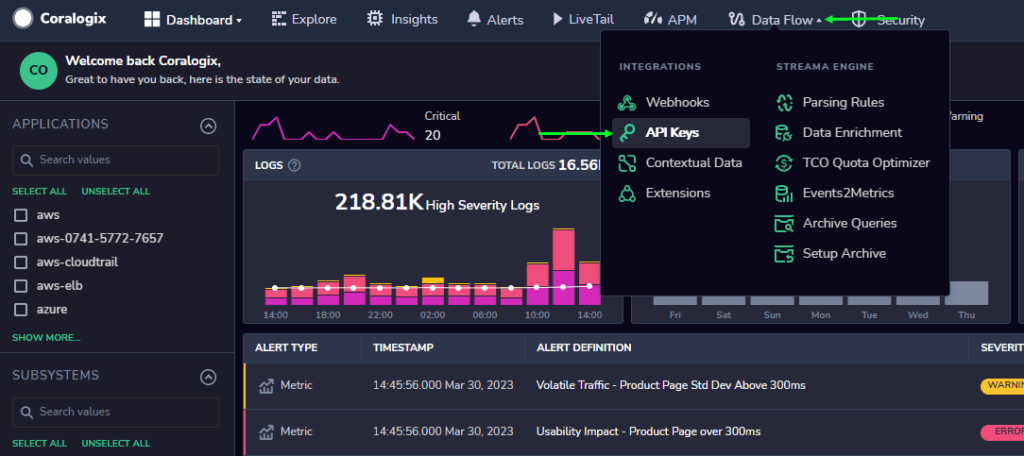 Coralogix Dashboard Explore Insights Alerts LiveTail APM Data Flow Security
CO
Welcome back Coralogix,
Great to have you back, here is the state of your data.
INTEGRATIONS
Webhooks
API Keys
Contextual Data
Extensions
STREAMA ENGINE
Parsing Rules
Data Enrichment
TCO Quota Optimizer
Events2Metrics
Archive Queries
Setup Archive
APPLICATIONS
Search values
SELECT ALL UNSELECT ALL
aws
aws-0741-5772-7657
aws-cloudtrail
aws-elb
azure
SHOW MORE...
SUBSYSTEMS
Search values
SELECT ALL UNSELECT ALL
Critical
20
LOGS ? TOTAL LOGS 16.56
218.81K High Severity Logs
14:00 18:00 22:00 02:00 06:00 10:00 14:00
Fri Sat Sun Mon Tue Wed Thu
ALERT TYPE TIMESTAMP ALERT DEFINITION SEVERIT
Metric 14:45:56.000 Mar 30, 2023 Volatile Traffic - Product Page Std Dev Above 300ms WARNIN
Metric 14:45:56.000 Mar 30, 2023 Usability Impact - Product Page over 300ms ERROR